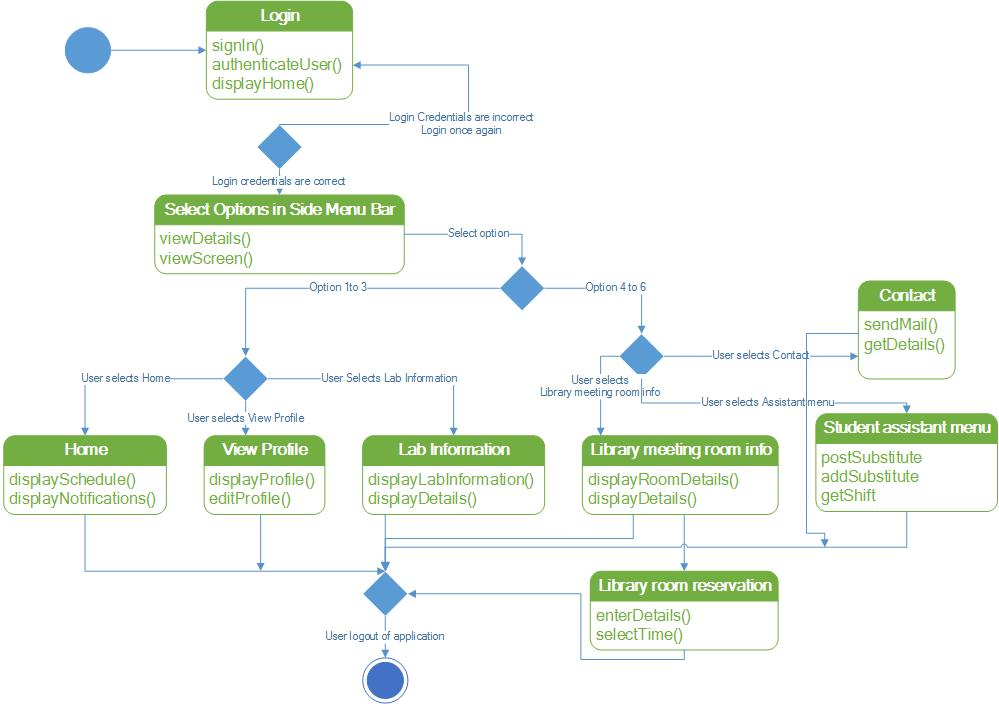 Login
signIn()
authenticateUser()
displayHome()
Login Credentials are incorrect
Login once again
Login credentials are correct
Select Options in Side Menu Bar
viewDetails()
viewScreen()
Select option
Option 1to 3
Option 4 to 6
Contact
sendMail()
getDetails()
User selects Contact
User selects Home
User Selects Lab Information
User selects
Library meeting room info
User selects Assistant menu
User selects View Profile
Student assistant menu
postSubstitute
addSubstitute
getShift
Home
displaySchedule()
displayNotifications()
View Profile
displayProfile()
editProfile()
Lab Information
displayLabInformation()
displayDetails()
Library meeting room info
displayRoomDetails()
displayDetails()
Library room reservation
enterDetails()
selectTime()
User logout of application